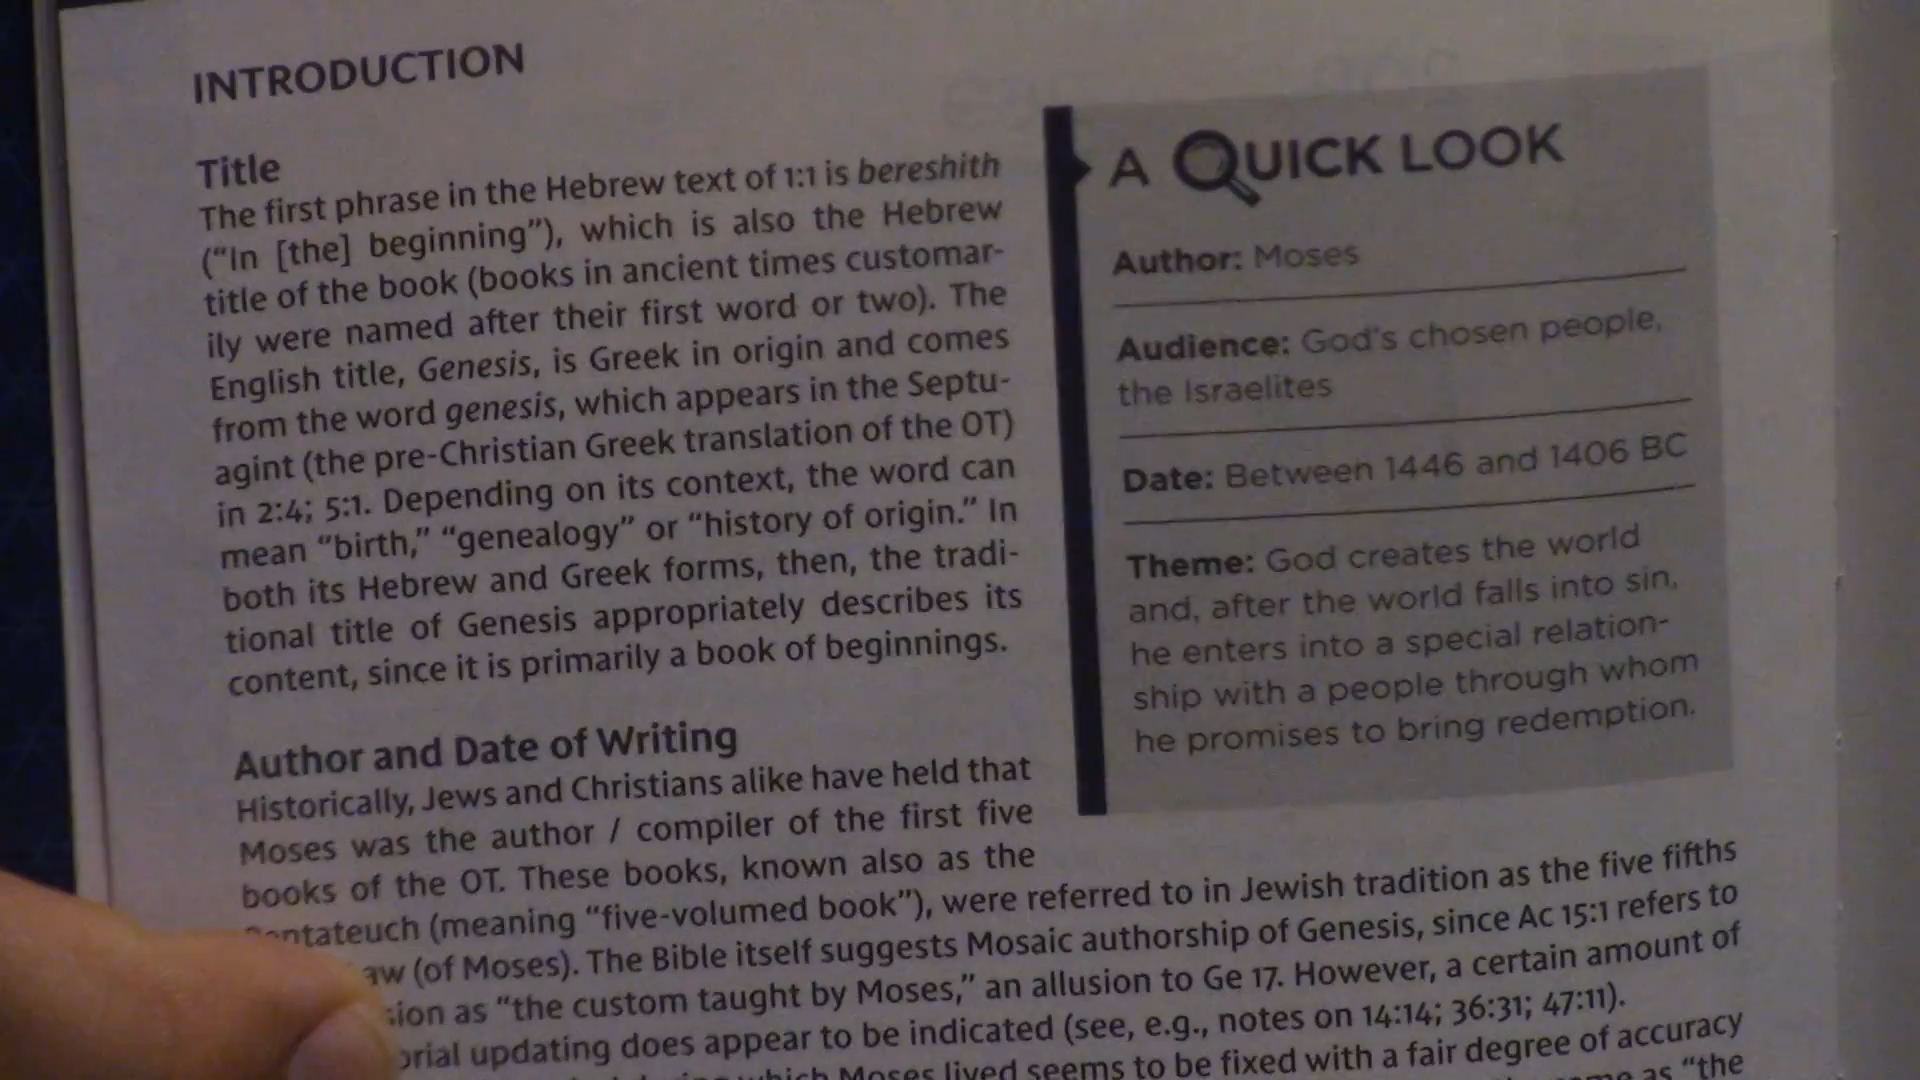 INTRODUCTION
Title
The first phrase in the Hebrew text of 1:1 is bereshith
(“In [the] beginning”), which is also the Hebrew
title of the book (books in ancient times customar-
ily were named after their first word or two). The
English title, Genesis, is Greek in origin and comes
from the word genesis, which appears in the Septu-
agint (the pre-Christian Greek translation of the OT)
in 2:4; 5:1. Depending on its context, the word can
mean “birth,” “genealogy” or “history of origin.” In
both its Hebrew and Greek forms, then, the tradi-
tional title of Genesis appropriately describes its
content, since it is primarily a book of beginnings.
Author and Date of Writing
Historically, Jews and Christians alike have held that
Moses was the author / compiler of the first five
books of the OT. These books, known also as the
Pentateuch (meaning “five-volumed book”), were referred to in Jewish tradition as the five fifths
(of Moses). The Bible itself suggests Mosaic authorship of Genesis, since Ac 15:1 refers to
as “the custom taught by Moses,” an allusion to Ge 17. However, a certain amount of
updating does appear to be indicated (see, e.g., notes on 14:14; 36:31; 47:11).
which Moses lived seems to be fixed with a fair degree of accuracy
as “the
A QUICK LOOK
Author: Moses
Audience: God's chosen people,
the Israelites
Date: Between 1446 and 1406 BC
Theme: God creates the world
and, after the world falls into sin,
he enters into a special relation-
ship with a people through whom
he promises to bring redemption.